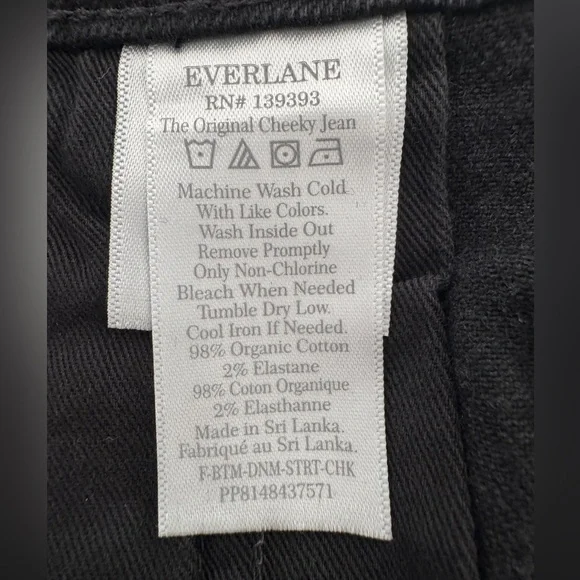 EVERLANE
RN# 139393
The Original Cheeky Jean
Machine Wash Cold
With Like Colors.
Wash Inside Out
Remove Promptly
Only Non-Chlorine
Bleach When Needed
Tumble Dry Low.
Cool Iron If Needed.
98% Organic Cotton
2% Elastane
98% Coton Organique
2% Elasthanne
Made in Sri Lanka.
Fabriqué au Sri Lanka.
F-BTM-DNM-STRT-CHK
PP8148437571